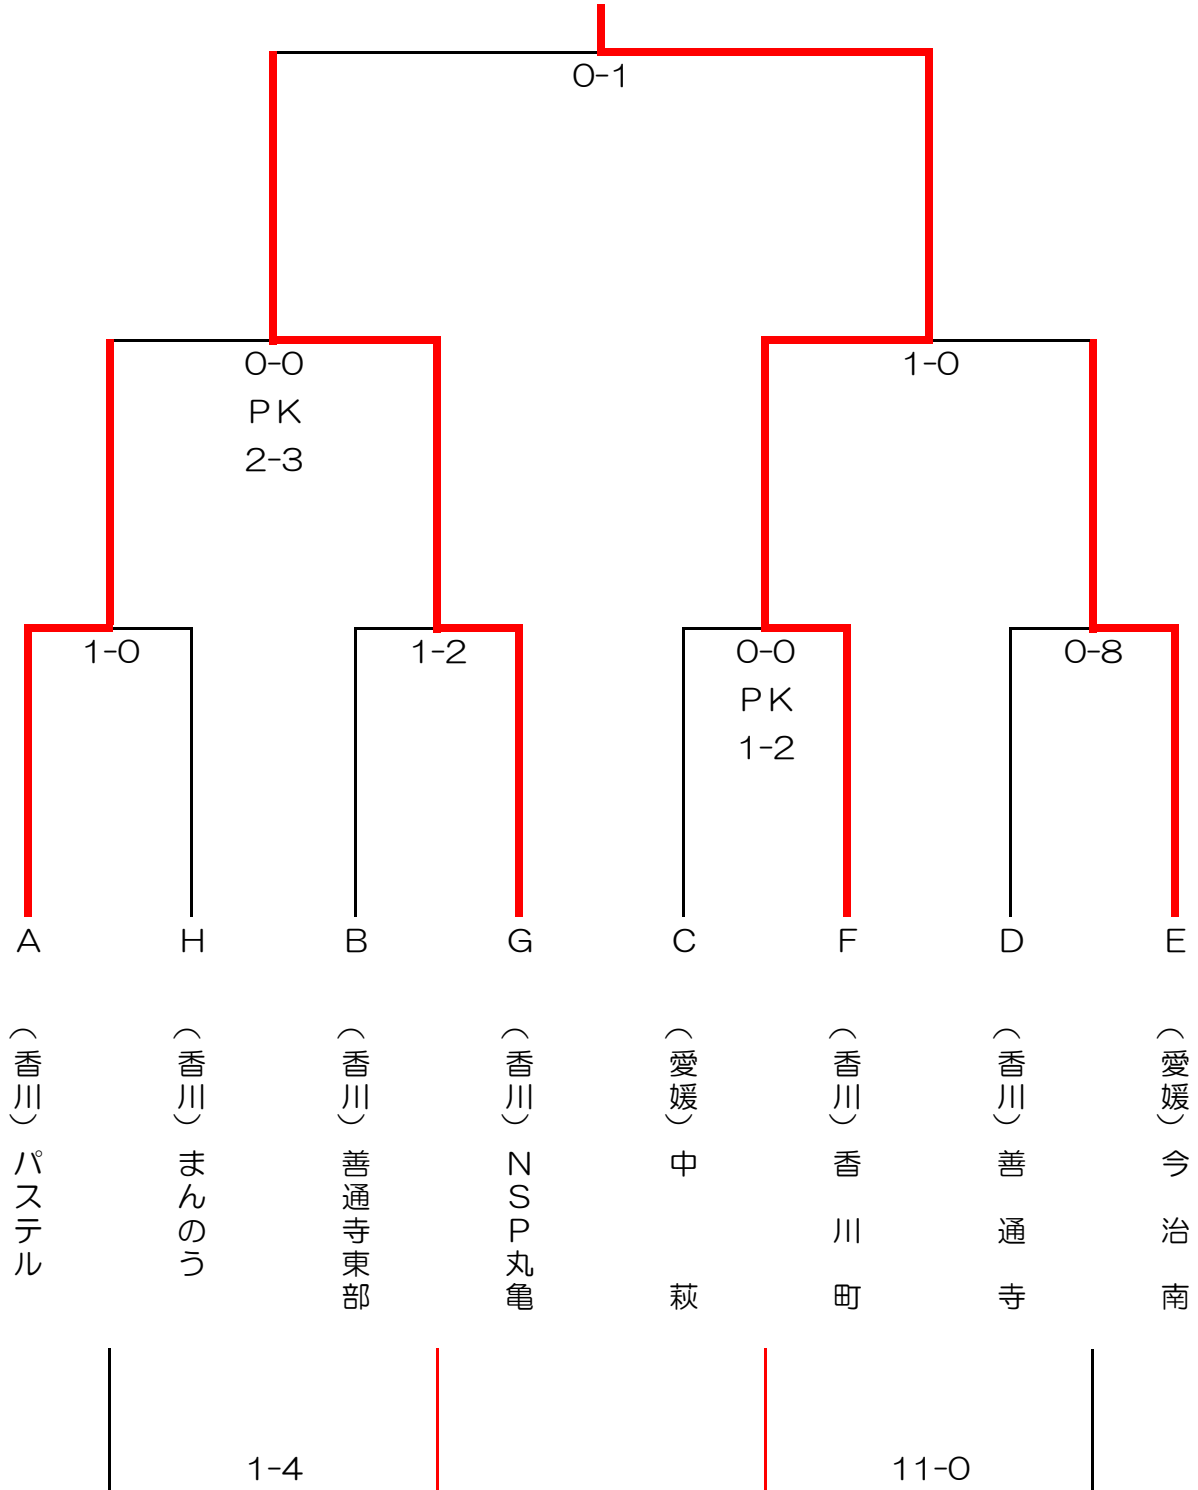 0-1
0-0
PK
2-3
1-0
1-0
1-2
0-0
PK
1-2
0-8
A
H
B
G
C
F
D
E
（香川）パステル
（香川）まんのう
（香川）善通寺東部
（香川）NSP丸亀
（愛媛）中萩
（香川）香川町
（香川）善通寺
（愛媛）今治南
1-4
11-0